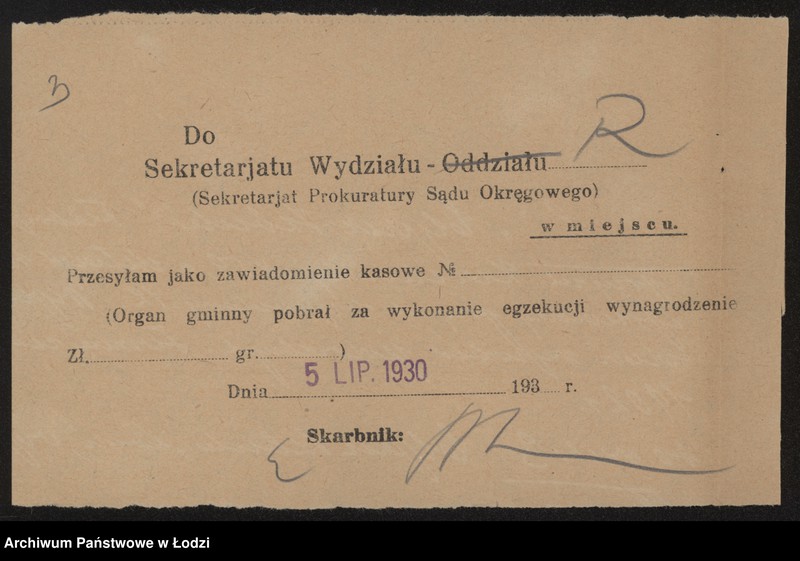 3
Do
Sekretarjatu Wydziału - Oddziału R
(Sekretarjat Prokuratury Sądu Okręgowego)
w miejscu.
Przesyłam jako zawiadomienie kasowe №
(Organ gminny pobrał za wykonanie egzekucji wynagrodzenie
Zł. gr. )
Dnia 5 LIP. 1930 193 r.
Skarbnik:
Archiwum Państwowe w Łodzi